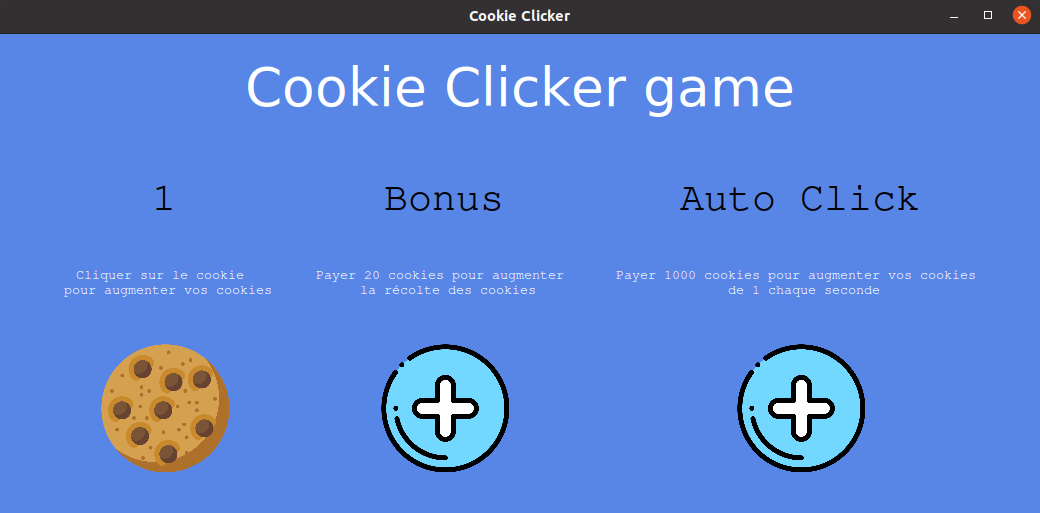 Cookie Clicker
Cookie Clicker game
1
Bonus
Auto Click
Cliquer sur le cookie
pour augmenter vos cookies
Payer 20 cookies pour augmenter
la récolte des cookies
Payer 1000 cookies pour augmenter vos cookies
de 1 chaque seconde